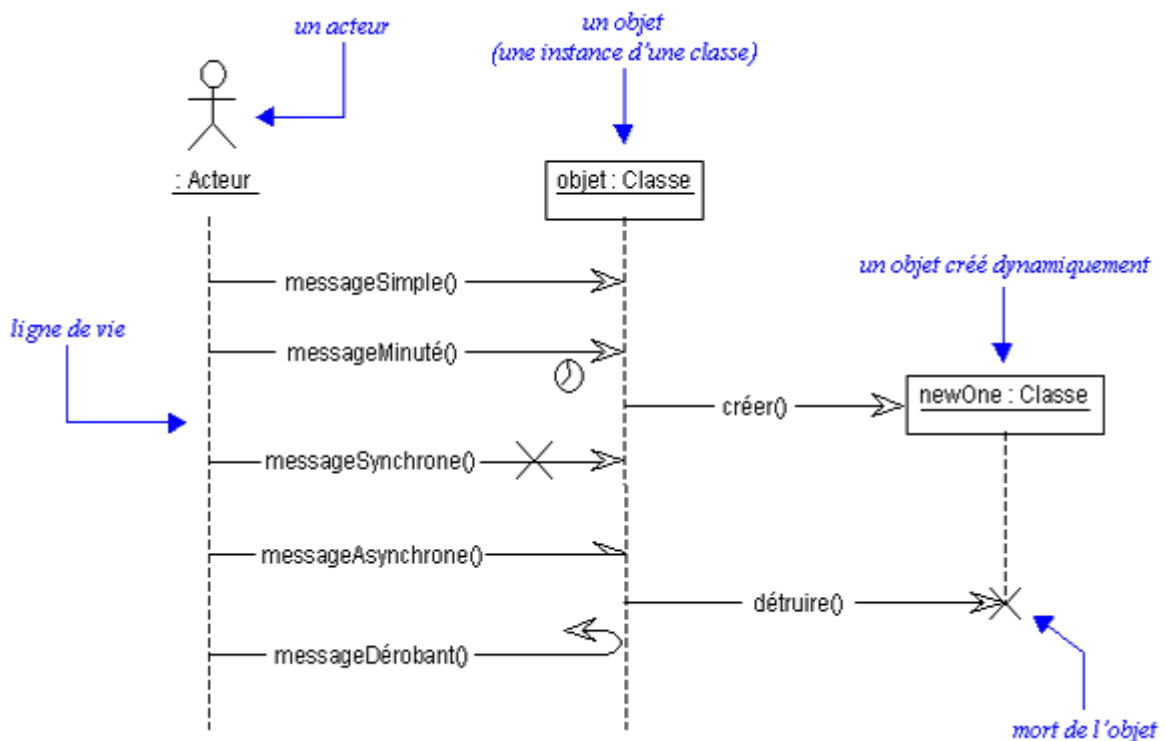 un acteur
un objet
(une instance d'une classe)
: Acteur
objet : Classe
messageSimple()
un objet créé dynamiquement
ligne de vie
messageMinuté()
créer()
newOne : Classe
messageSynchrone()
messageAsynchrone()
détruire()
messageDérobant()
mort de l'objet